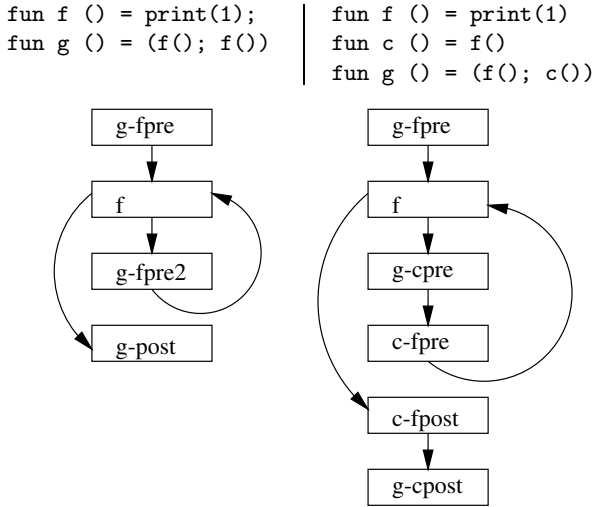 fun f () = print(1);
fun g () = (f(); f())
g-fpre
f
g-fpre2
g-post
fun f () = print(1)
fun c () = f()
fun g () = (f(); c())
g-fpre
f
g-cpre
c-fpre
c-fpost
g-cpost